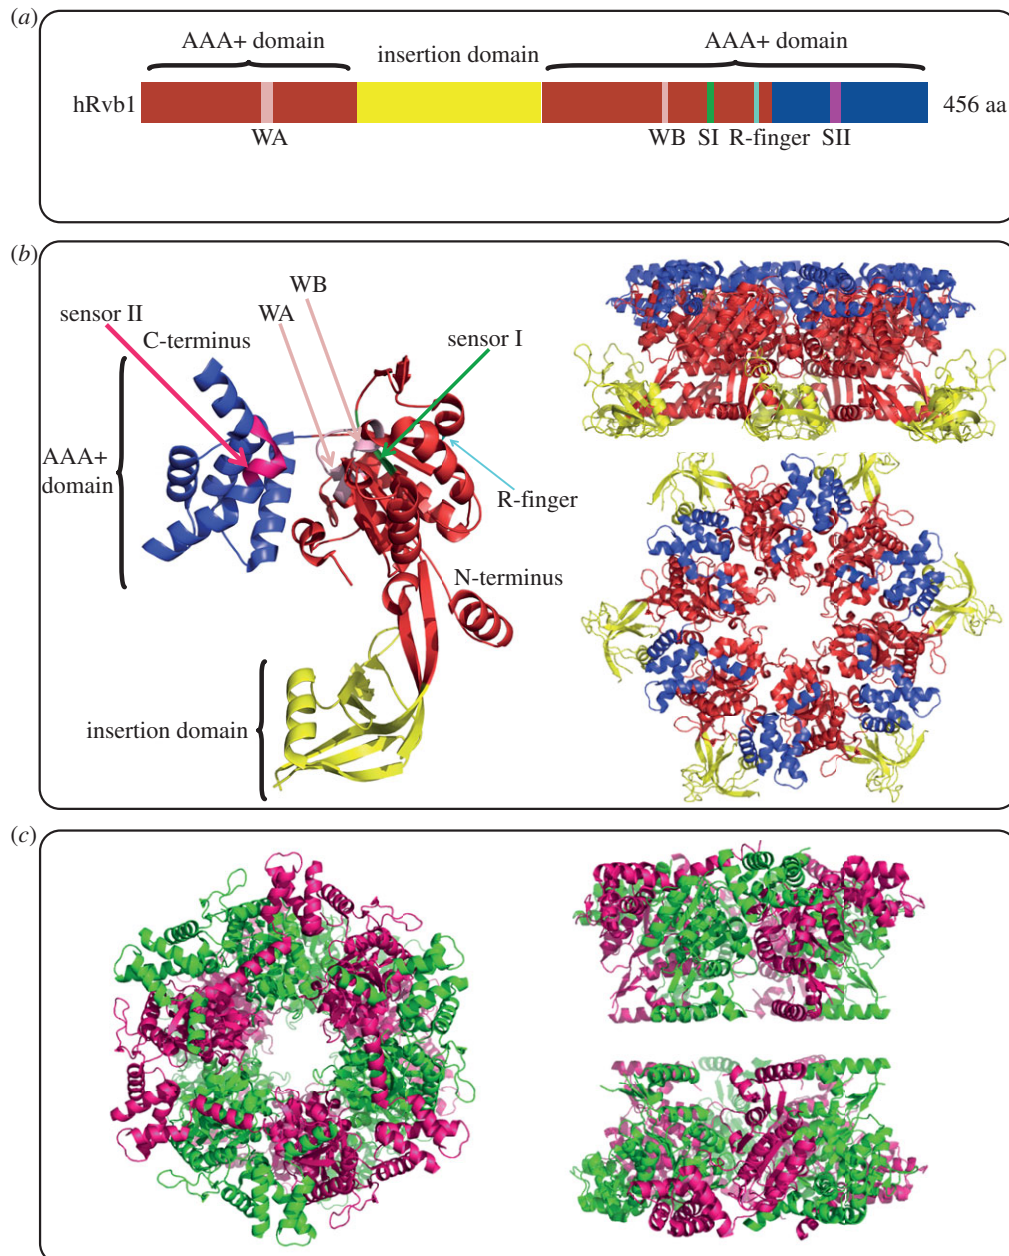 (a)
AAA+ domain
insertion domain
AAA+ domain
hRvb1
456 aa
WA
WB
SI
R-finger
SII
(b)
WB
WA
sensor II
C-terminus
sensor I
AAA+
domain
R-finger
N-terminus
insertion domain
(c)